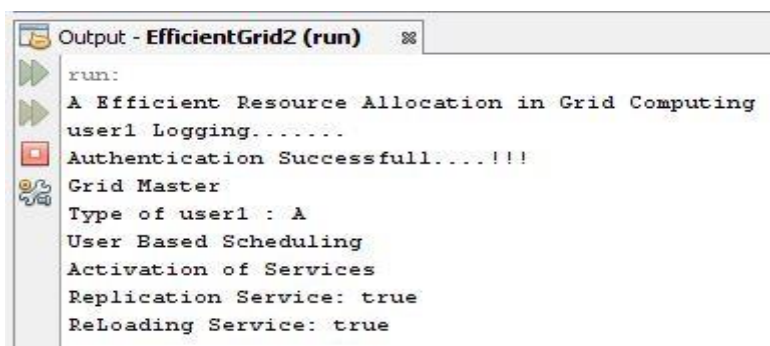 Output - EfficientGrid2 (run)
run:
A Efficient Resource Allocation in Grid Computing
user1 Logging.......
Authentication Successfull....!!!
Grid Master
Type of user1 : A
User Based Scheduling
Activation of Services
Replication Service: true
ReLoading Service: true